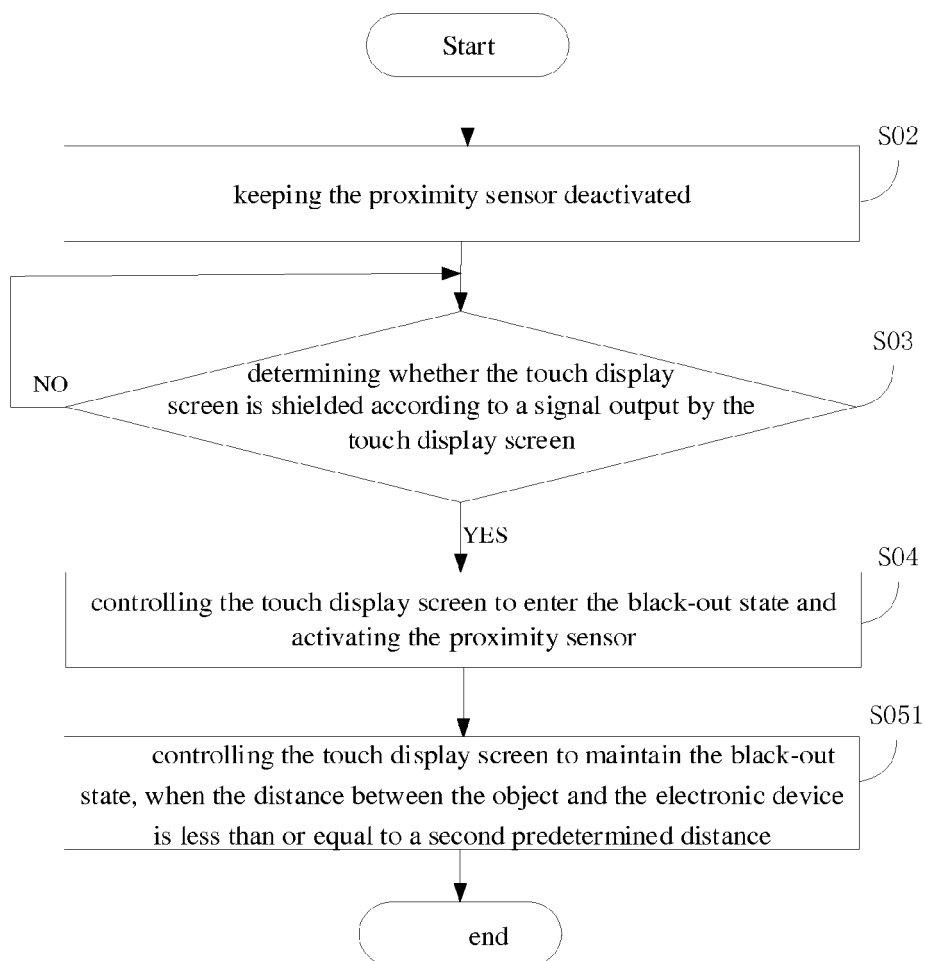 Start
S02
keeping the proximity sensor deactivated
S03
NO
determining whether the touch display
screen is shielded according to a signal output by the
touch display screen
YES
S04
controlling the touch display screen to enter the black-out state and
activating the proximity sensor
S051
controlling the touch display screen to maintain the black-out
state, when the distance between the object and the electronic device
is less than or equal to a second predetermined distance
end